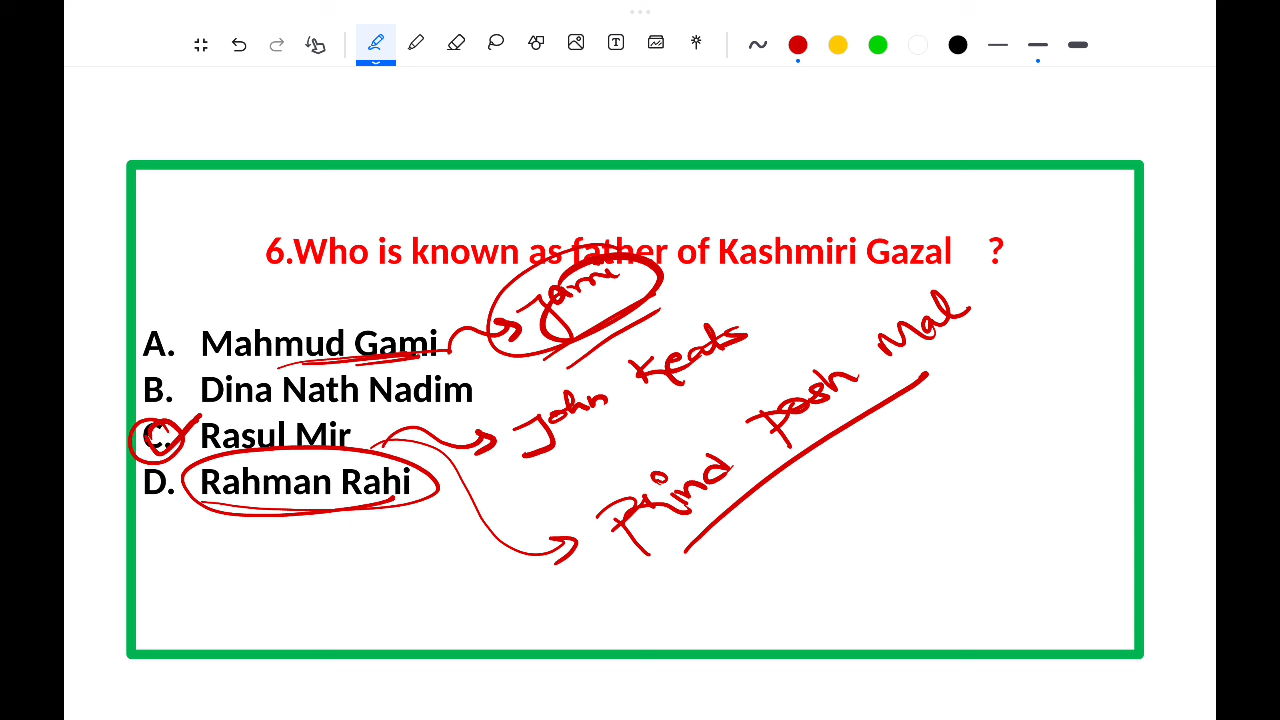 6.Who is known as father of Kashmiri Gazal ?
Jami
A. Mahmud Gami
John Keats
B. Dina Nath Nadim
C. Rasul Mir
posh Mal
D. Rahman Rahi